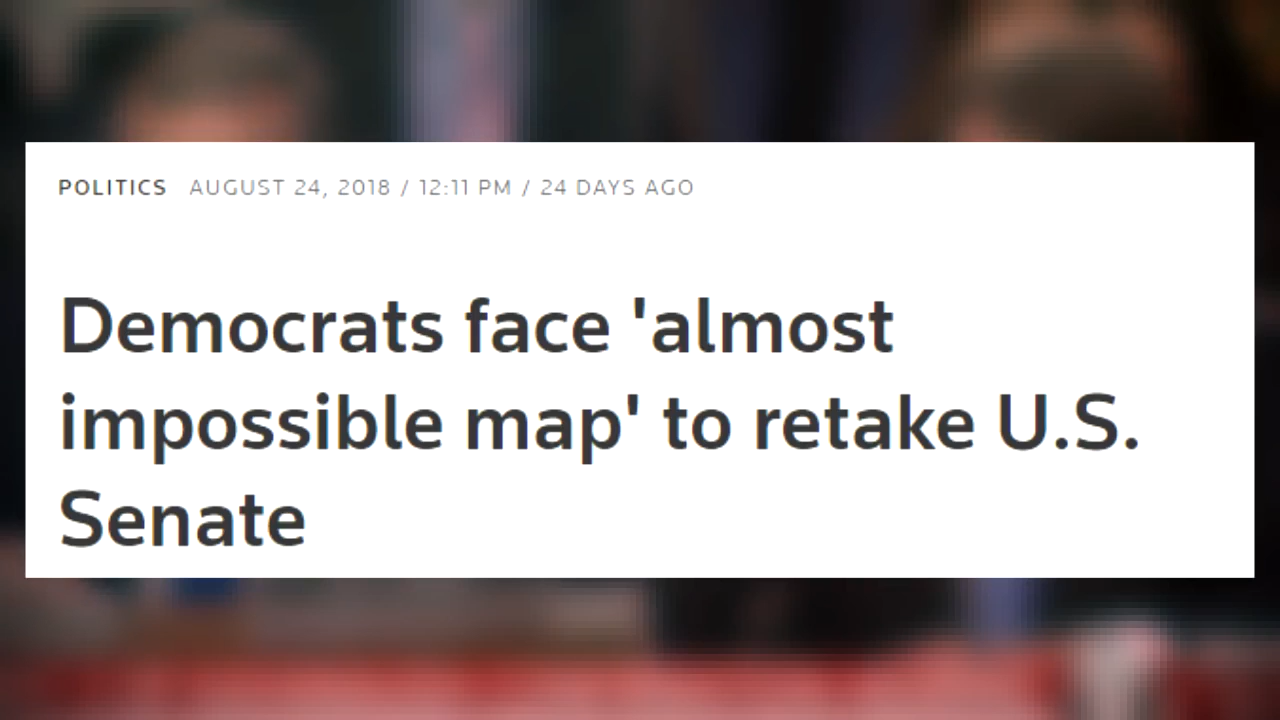 POLITICS AUGUST 24, 2018 / 12:11 PM / 24 DAYS AGO
Democrats face 'almost
impossible map' to retake U.S.
Senate